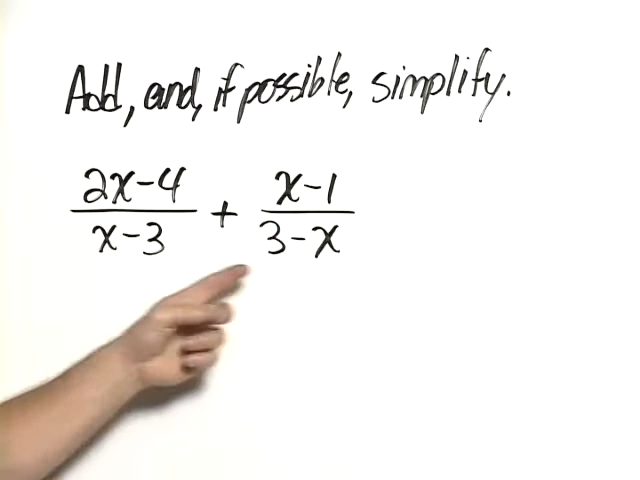 Add, and, if possible, simplify.
2x-4 / x-3 + x-1 / 3-x